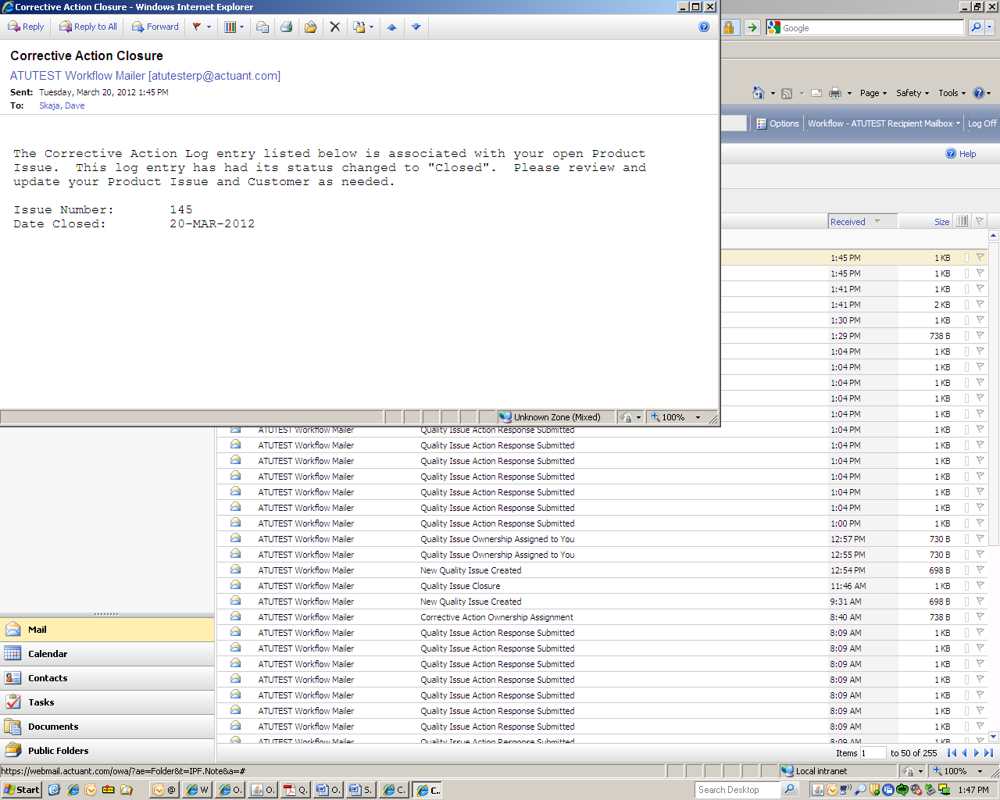 Corrective Action Closure - Windows Internet Explorer
Reply Reply to All Forward
Google
Corrective Action Closure
ATUTEST Workflow Mailer [atutesterp@actuant.com]
Sent: Tuesday, March 20, 2012 1:45 PM
To: Skaja, Dave
Page Safety Tools
Options Workflow - ATUTEST Recipient Mailbox Log Off
Help
The Corrective Action Log entry listed below is associated with your open Product
Issue. This log entry has had its status changed to "Closed". Please review and
update your Product Issue and Customer as needed.
Issue Number: 145
Date Closed: 20-MAR-2012
Received Size
1:45 PM 1 KB
1:45 PM 1 KB
1:41 PM 1 KB
1:41 PM 2 KB
1:30 PM 1 KB
1:29 PM 738 B
1:04 PM 1 KB
1:04 PM 1 KB
1:04 PM 1 KB
1:04 PM 1 KB
1:04 PM 1 KB
Unknown Zone (Mixed) 100%
ATUTEST Workflow Mailer Quality Issue Action Response Submitted 1:04 PM 1 KB
ATUTEST Workflow Mailer Quality Issue Action Response Submitted 1:04 PM 1 KB
ATUTEST Workflow Mailer Quality Issue Action Response Submitted 1:04 PM 1 KB
ATUTEST Workflow Mailer Quality Issue Action Response Submitted 1:04 PM 1 KB
ATUTEST Workflow Mailer Quality Issue Action Response Submitted 1:04 PM 1 KB
ATUTEST Workflow Mailer Quality Issue Action Response Submitted 1:04 PM 1 KB
ATUTEST Workflow Mailer Quality Issue Action Response Submitted 1:00 PM 1 KB
ATUTEST Workflow Mailer Quality Issue Ownership Assigned to You 12:57 PM 730 B
ATUTEST Workflow Mailer Quality Issue Ownership Assigned to You 12:55 PM 730 B
ATUTEST Workflow Mailer New Quality Issue Created 12:54 PM 698 B
ATUTEST Workflow Mailer Quality Issue Closure 11:46 AM 1 KB
ATUTEST Workflow Mailer New Quality Issue Created 9:31 AM 698 B
ATUTEST Workflow Mailer Corrective Action Ownership Assignment 8:40 AM 738 B
ATUTEST Workflow Mailer Quality Issue Action Response Submitted 8:09 AM 1 KB
ATUTEST Workflow Mailer Quality Issue Action Response Submitted 8:09 AM 1 KB
ATUTEST Workflow Mailer Quality Issue Action Response Submitted 8:09 AM 1 KB
ATUTEST Workflow Mailer Quality Issue Action Response Submitted 8:09 AM 1 KB
ATUTEST Workflow Mailer Quality Issue Action Response Submitted 8:09 AM 1 KB
ATUTEST Workflow Mailer Quality Issue Action Response Submitted 8:09 AM 1 KB
ATUTEST Workflow Mailer Quality Issue Action Response Submitted 8:09 AM 1 KB
ATUTEST Workflow Mailer Quality Issue Action Response Submitted 8:09 AM 1 KB
Mail
Calendar
Contacts
Tasks
Documents
Public Folders
Items 1 to 50 of 255
https://webmail.actuant.com/owa/?ae=Folder&t=IPF.Note&a=# Local intranet 100%
Start @ W O. O. Q. O. S. C. C.. Search Desktop 1:47 PM